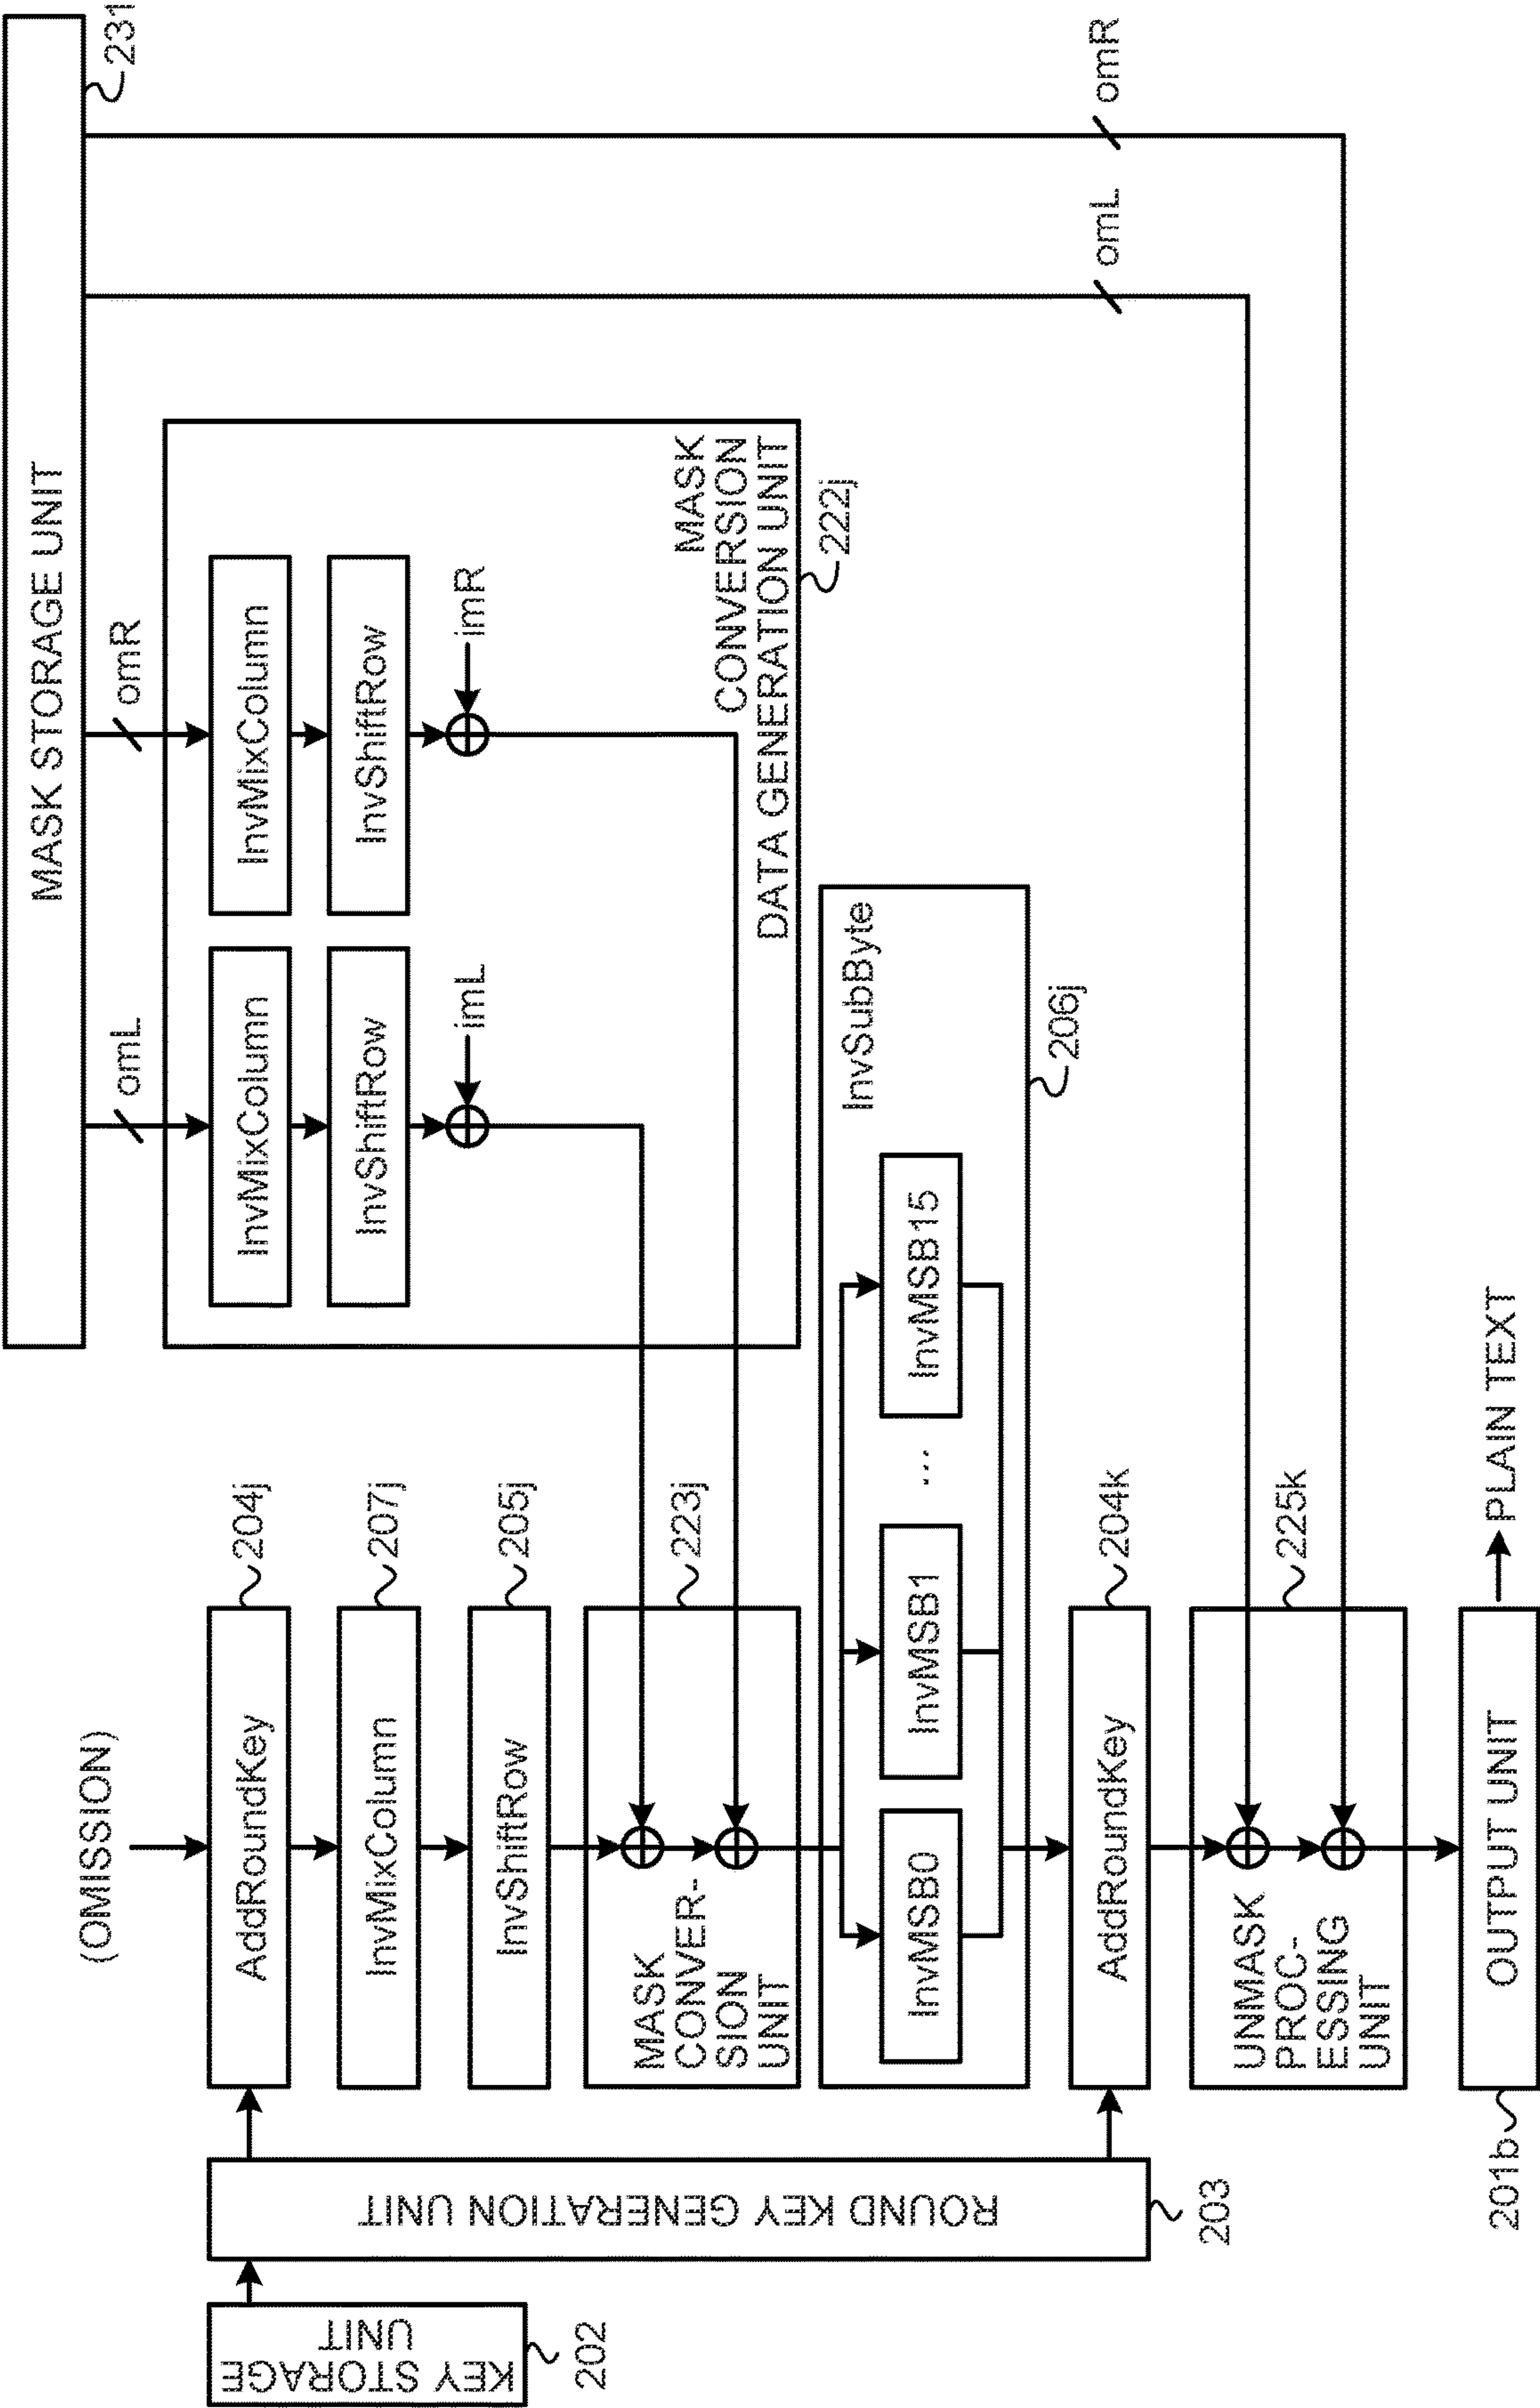 MASK STORAGE UNIT
231
omL
omR
InvMixColumn
InvMixColumn
InvShiftRow
InvShiftRow
imL
imR
MASK
CONVERSION
DATA GENERATION UNIT
222j
omL
omR
(OMISSION)
KEY STORAGE
UNIT
202
ROUND KEY GENERATION UNIT
203
AddRoundKey
204j
InvMixColumn
207j
InvShiftRow
205j
MASK
CONVER-
SION
UNIT
223j
InvSubByte
206j
InvMSB0
InvMSB1
...
InvMSB15
AddRoundKey
204k
UNMASK
PROC-
ESSING
UNIT
225k
OUTPUT UNIT
201b
PLAIN TEXT